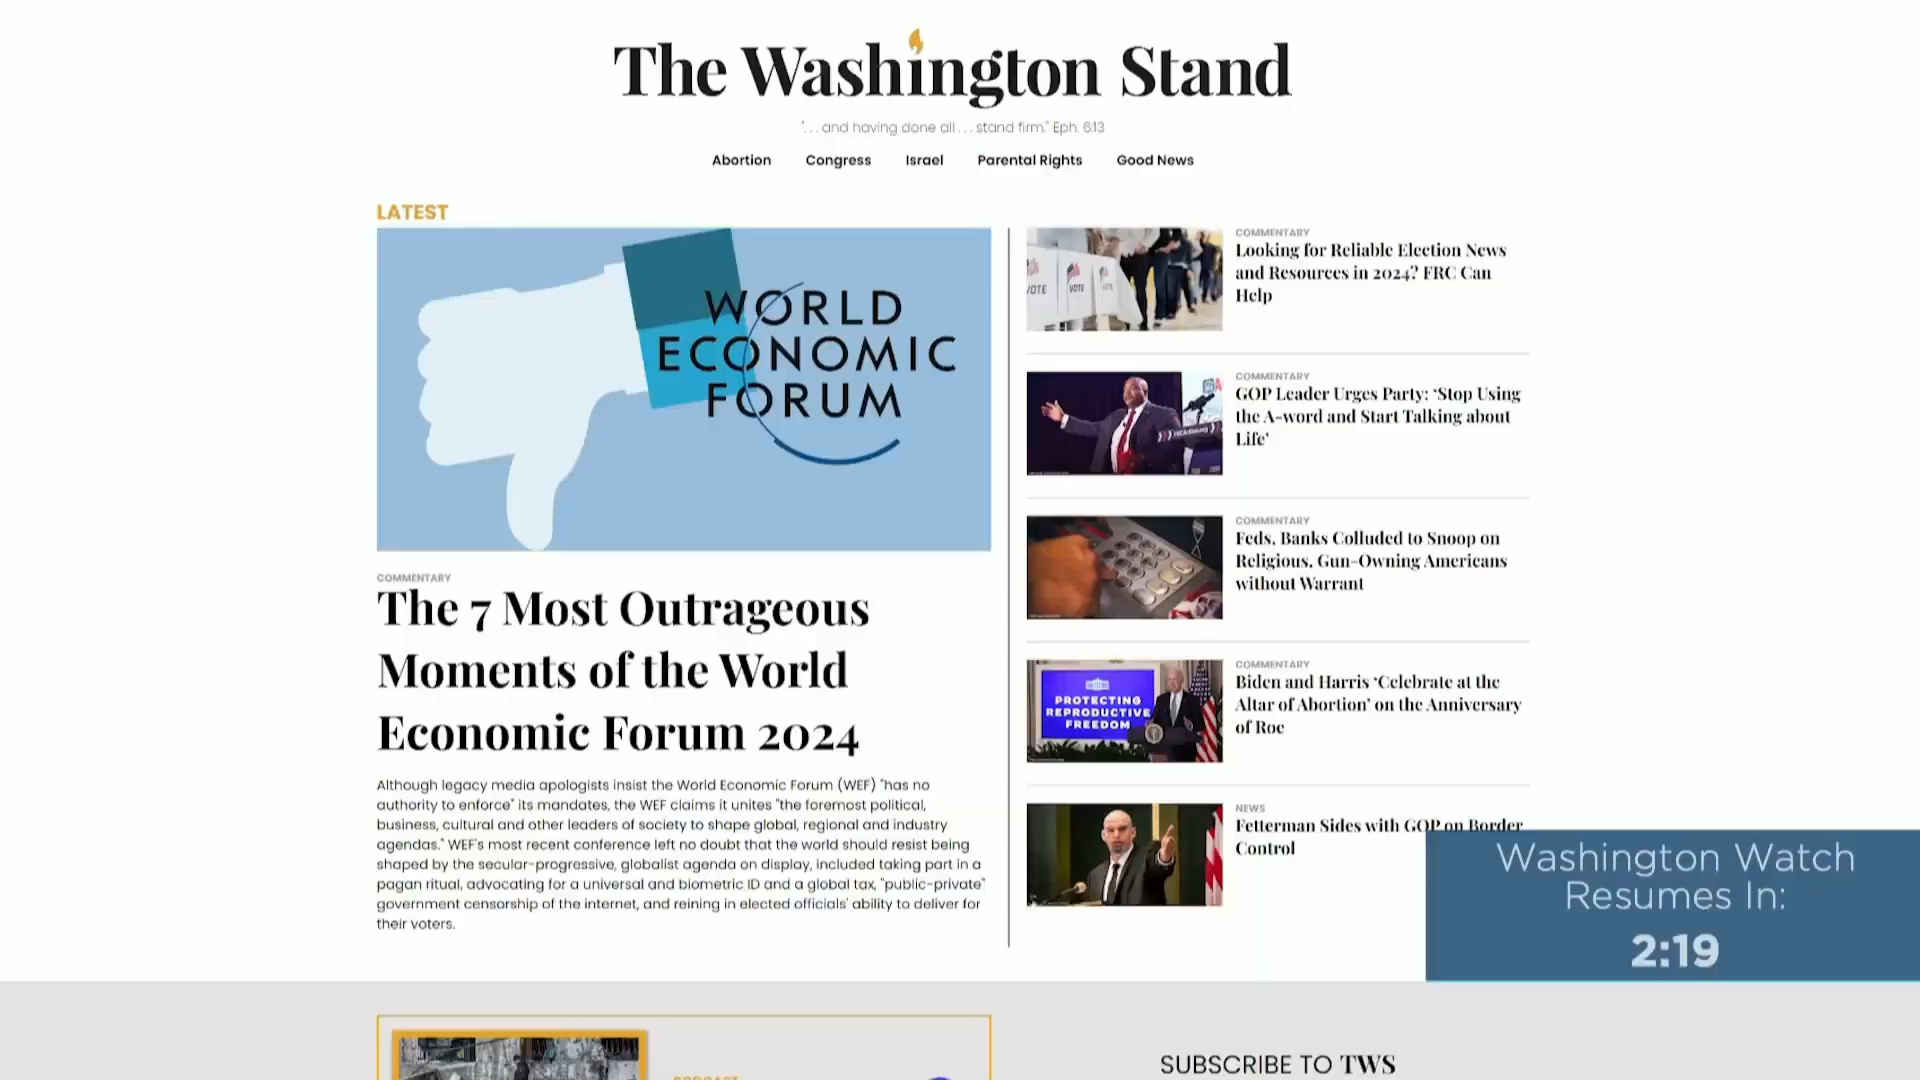 The Washington Stand
"... and having done all ... stand firm." Eph. 6:13
Abortion Congress Israel Parental Rights Good News
LATEST
WORLD
ECONOMIC
FORUM
COMMENTARY
The 7 Most Outrageous
Moments of the World
Economic Forum 2024
Although legacy media apologists insist the World Economic Forum (WEF) "has no
authority to enforce" its mandates, the WEF claims it unites "the foremost political,
business, cultural and other leaders of society to shape global, regional and industry
agendas." WEF's most recent conference left no doubt that the world should resist being
shaped by the secular-progressive, globalist agenda on display, included taking part in a
pagan ritual, advocating for a universal and biometric ID and a global tax, "public-private"
government censorship of the internet, and reining in elected officials' ability to deliver for
their voters.
VOTE
VOTE
COMMENTARY
Looking for Reliable Election News
and Resources in 2024? FRC Can
Help
COMMENTARY
GOP Leader Urges Party: ‘Stop Using
the A-word and Start Talking about
Life’
COMMENTARY
Feds, Banks Colluded to Snoop on
Religious, Gun-Owning Americans
without Warrant
PROTECTING
REPRODUCTIVE
FREEDOM
COMMENTARY
Biden and Harris ‘Celebrate at the
Altar of Abortion’ on the Anniversary
of Roe
NEWS
Fetterman Sides with GOP on Border
Control
Washington Watch
Resumes In:
2:19
PODCAST
SUBSCRIBE TO TWS